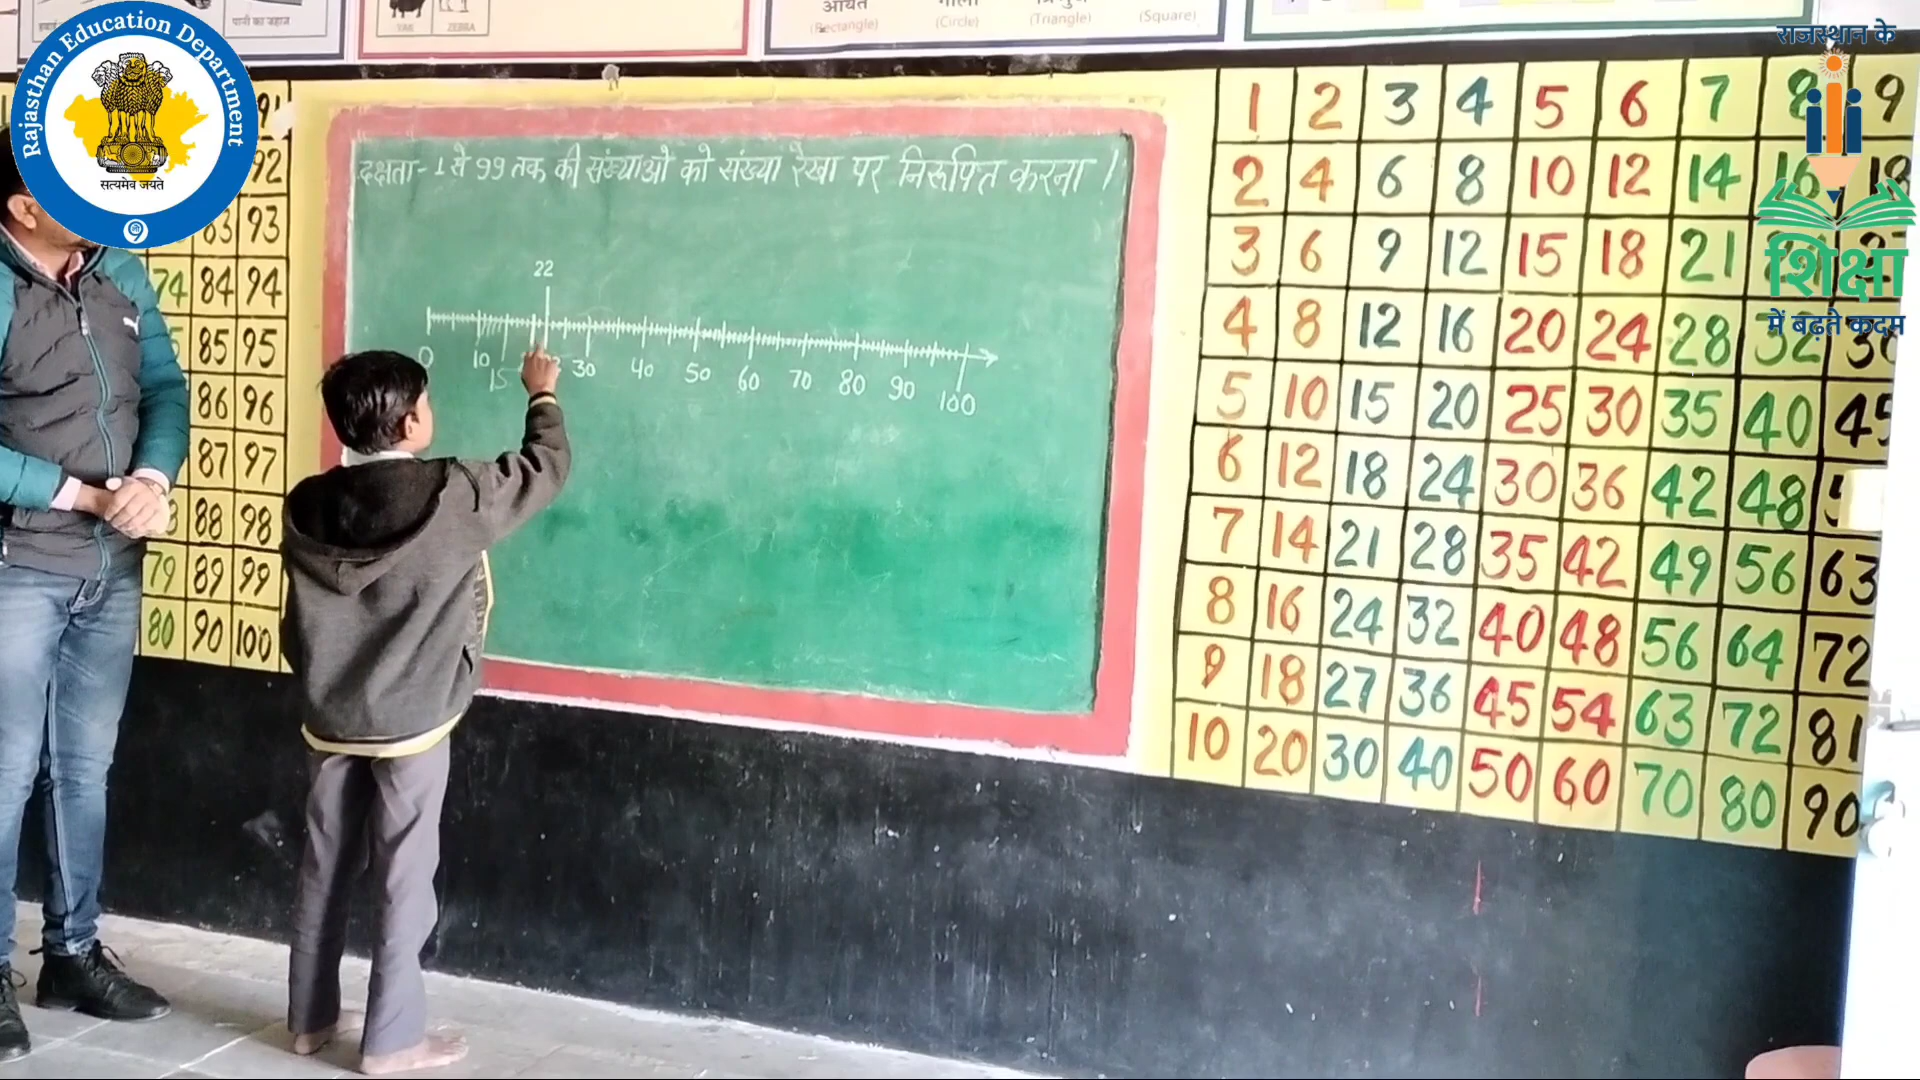 पानी का जहाज
YAK ZEBRA
आयत गोला त्रिभुज
(Rectangle) (Circle) (Triangle) (Square)
Rajasthan Education Department
सत्यमेव जयते
राजस्थान के
शिक्षा
में बढ़ते कदम
दक्षता - 1 से 99 तक की संख्याओ को संख्या रेखा पर निरूपित करना ।
22
0 10 15 30 40 50 60 70 80 90 100
91
92
83 93
74 84 94
85 95
86 96
87 97
88 98
79 89 99
80 90 100
1 2 3 4 5 6 7 8 9
2 4 6 8 10 12 14 16 18
3 6 9 12 15 18 21
4 8 12 16 20 24 28 32
5 10 15 20 25 30 35 40 45
6 12 18 24 30 36 42 48
7 14 21 28 35 42 49 56 63
8 16 24 32 40 48 56 64 72
9 18 27 36 45 54 63 72 81
10 20 30 40 50 60 70 80 90